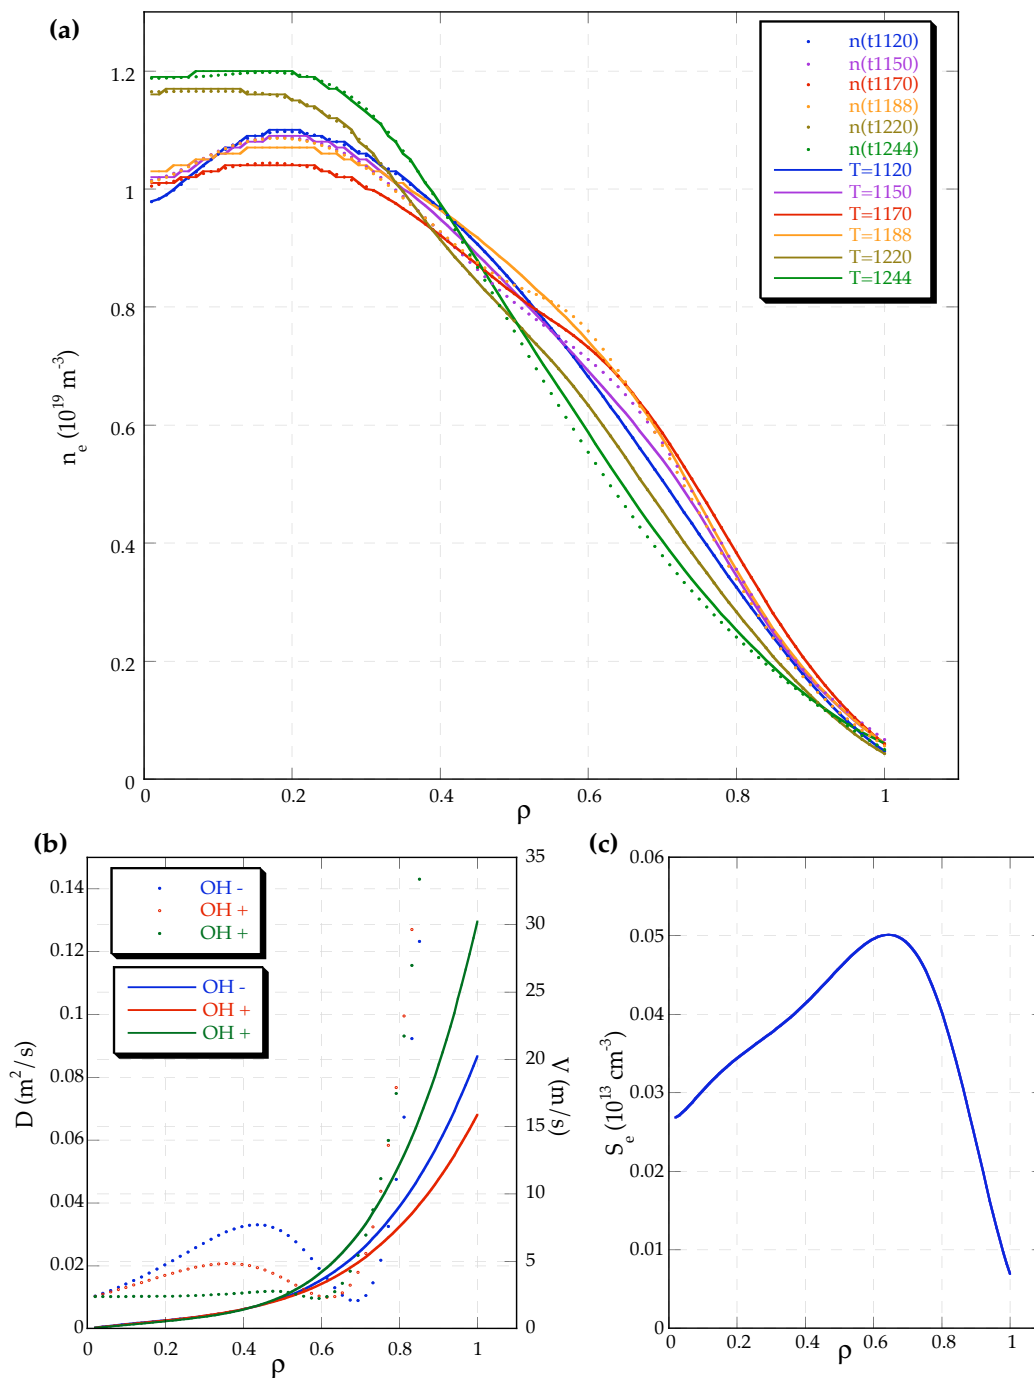 (a)
n(t1120)
n(t1150)
n(t1170)
n(t1188)
n(t1220)
n(t1244)
T=1120
T=1150
T=1170
T=1188
T=1220
T=1244
1.2
1
0.8
0.6
0.4
0.2
0
n_e (10^19 m^-3)
0 0.2 0.4 0.6 0.8 1
ρ
(b)
OH -
OH +
OH +
OH -
OH +
OH +
0.14
0.12
0.1
0.08
0.06
0.04
0.02
0
D (m^2/s)
35
30
25
20
15
10
5
0
V (m/s)
0 0.2 0.4 0.6 0.8 1
ρ
(c)
0.06
0.05
0.04
0.03
0.02
0.01
0
S_e (10^13 cm^-3)
0 0.2 0.4 0.6 0.8 1
ρ